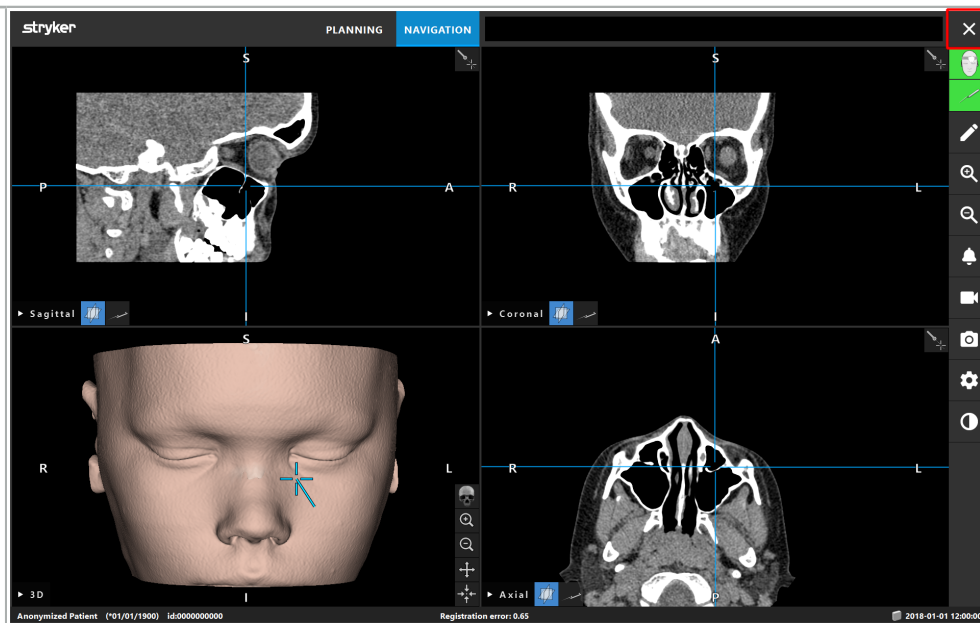 stryker
PLANNING NAVIGATION
S
P A
I
Sagittal
S
R L
I
Coronal
S
R L
I
3D
A
R L
P
Axial
Anonymized Patient (*01/01/1900) id:0000000000 Registration error: 0.65 2018-01-01 12:00:00